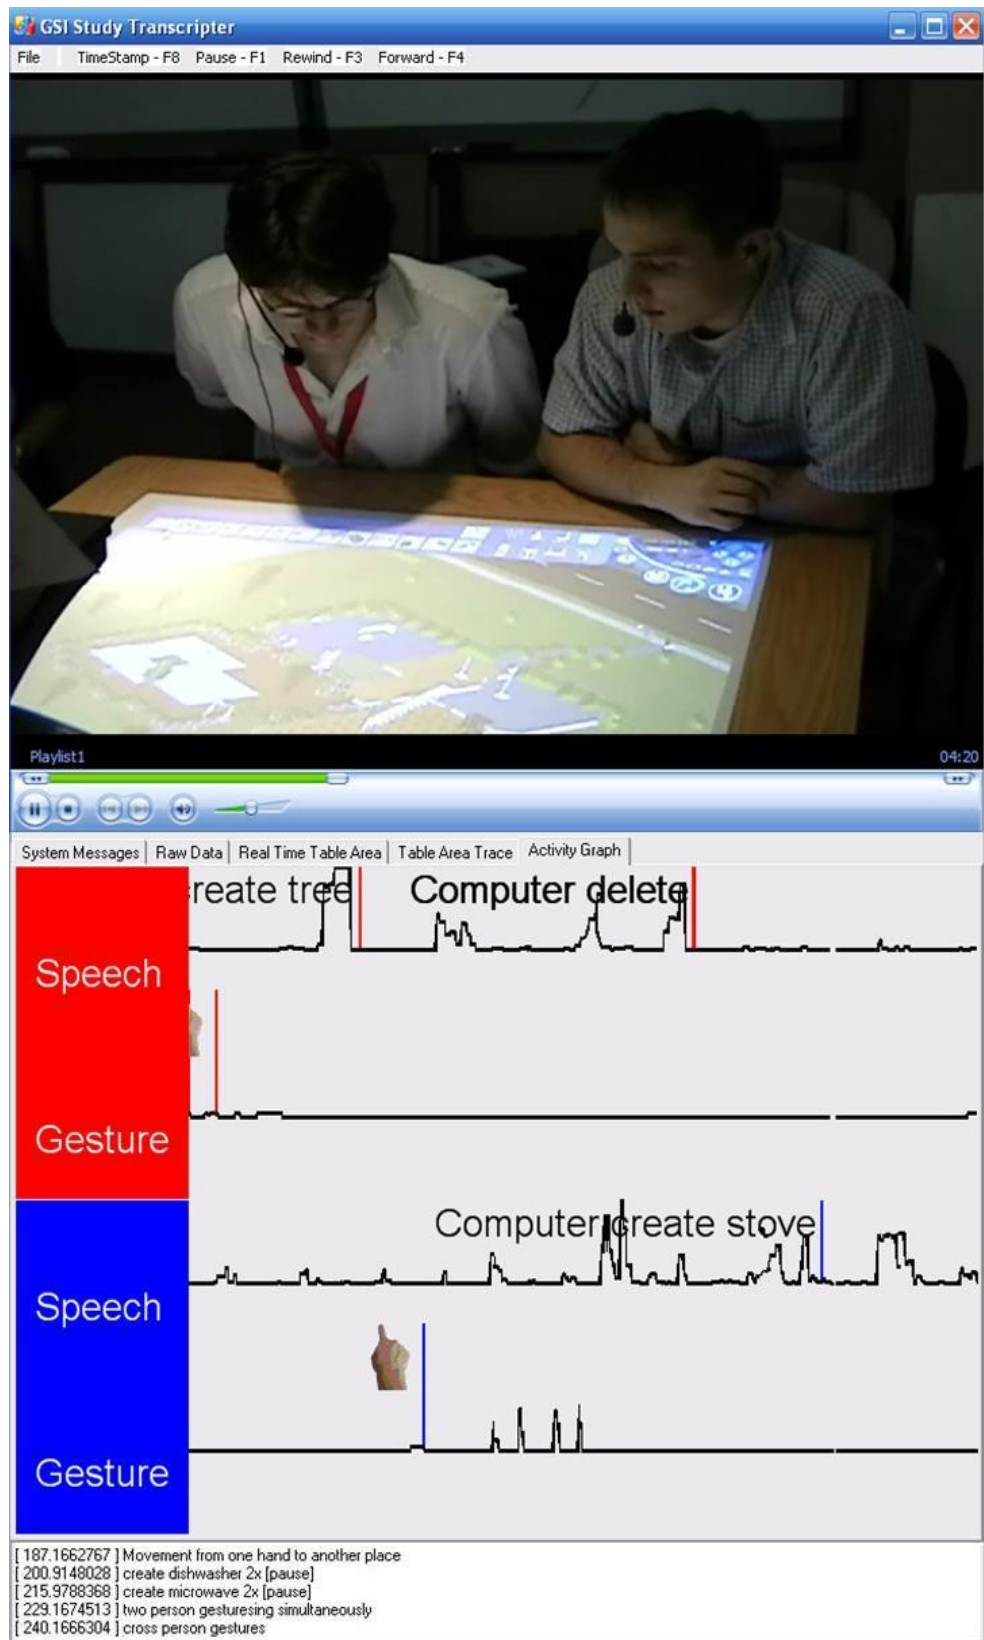 GSI Study Transcripter
File TimeStamp - F8 Pause - F1 Rewind - F3 Forward - F4
Playlist1 04:20
System Messages Raw Data Real Time Table Area Table Area Trace Activity Graph
reate tree Computer delete
Speech
Gesture
Computer create stove
Speech
Gesture
[ 187.1662767 ] Movement from one hand to another place
[ 200.9148028 ] create dishwasher 2x [pause]
[ 215.9788368 ] create microwave 2x [pause]
[ 229.1674513 ] two person gesturesing simultaneously
[ 240.1666304 ] cross person gestures